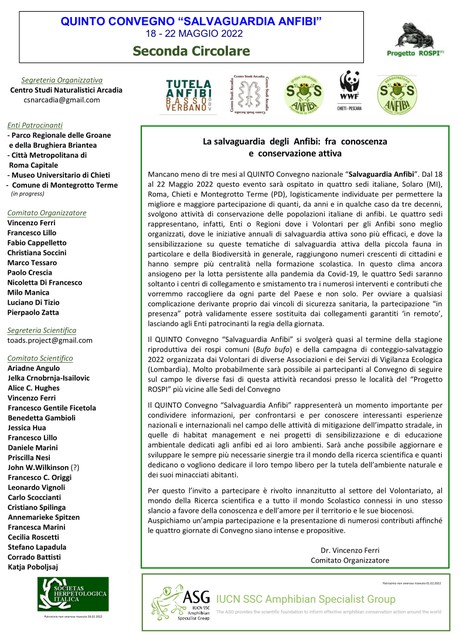 QUINTO CONVEGNO “SALVAGUARDIA ANFIBI”
18 - 22 MAGGIO 2022
Seconda Circolare
Progetto ROSPI
Segreteria Organizzativa
Centro Studi Naturalistici Arcadia
csnarcadia@gmail.com
TUTELA
ANFIBI
BASSO
VERBANO
Centro Studi Arcadia
SOS
ANFIBI
WWF
CHIETI - PESCARA
SOS
ANFIBI
Enti Patrocinanti
- Parco Regionale delle Groane
e della Brughiera Briantea
- Città Metropolitana di
Roma Capitale
- Museo Universitario di Chieti
- Comune di Montegrotto Terme
(in progress)
Comitato Organizzatore
Vincenzo Ferri
Francesco Lillo
Fabio Cappelletto
Christiana Soccini
Marco Tessaro
Paolo Crescia
Nicoletta Di Francesco
Milo Manica
Luciano Di Tizio
Pierpaolo Zatta
Segreteria Scientifica
toads.project@gmail.com
Comitato Scientifico
Ariadne Angulo
Jelka Crnobrnja-Isailovic
Alice C. Hughes
Vincenzo Ferri
Francesco Gentile Ficetola
Benedetta Gambioli
Jessica Hua
Francesco Lillo
Daniele Marini
Priscilla Nesi
John W.Wilkinson (?)
Francesco C. Origgi
Leonardo Vignoli
Carlo Scoccianti
Cristiano Spilinga
Annemarieke Spitzen
Francesca Marini
Cecilia Roscetti
Stefano Lapadula
Corrado Battisti
Katja Poboljsaj
La salvaguardia degli Anfibi: fra conoscenza
e conservazione attiva
Mancano meno di tre mesi al QUINTO Convegno nazionale “Salvaguardia Anfibi”. Dal 18
al 22 Maggio 2022 questo evento sarà ospitato in quattro sedi italiane, Solaro (MI),
Roma, Chieti e Montegrotto Terme (PD), logisticamente individuate per permettere la
migliore e maggiore partecipazione di quanti, da anni e in qualche caso da tre decenni,
svolgono attività di conservazione delle popolazioni italiane di anfibi. Le quattro sedi
rappresentano, infatti, Enti o Regioni dove i Volontari per gli Anfibi sono meglio
organizzati, dove le iniziative annuali di salvaguardia attiva sono più efficaci, e dove la
sensibilizzazione su queste tematiche di salvaguardia attiva della piccola fauna in
particolare e della Biodiversità in generale, raggiungono numeri crescenti di cittadini e
hanno sempre più centralità nella formazione scolastica. In questo clima ancora
ansiogeno per la lotta persistente alla pandemia da Covid-19, le quattro Sedi saranno
soltanto i centri di collegamento e smistamento tra i numerosi interventi e contributi che
vorremmo raccogliere da ogni parte del Paese e non solo. Per ovviare a qualsiasi
complicazione derivante proprio dai vincoli di sicurezza sanitaria, la partecipazione “in
presenza” potrà validamente essere sostituita dai collegamenti garantiti ‘in remoto’,
lasciando agli Enti patrocinanti la regia della giornata.
Il QUINTO Convegno “Salvaguardia Anfibi” si svolgerà quasi al termine della stagione
riproduttiva dei rospi comuni (Bufo bufo) e della campagna di conteggio-salvataggio
2022 organizzata dai Volontari di diverse Associazioni e dei Servizi di Vigilanza Ecologica
(Lombardia). Molto probabilmente sarà possibile ai partecipanti al Convegno di seguire
sul campo le diverse fasi di questa attività recandosi presso le località del “Progetto
ROSPI” più vicine alle Sedi del Convegno
Il QUINTO Convegno “Salvaguardia Anfibi” rappresenterà un momento importante per
condividere informazioni, per confrontarsi e per conoscere interessanti esperienze
nazionali e internazionali nel campo delle attività di mitigazione dell’impatto stradale, in
quelle di habitat management e nei progetti di sensibilizzazione e di educazione
ambientale dedicati agli anfibi ed ai loro ambienti. Sarà anche possibile aggiornare e
sviluppare le sempre più necessarie sinergie tra il mondo della ricerca scientifica e quanti
dedicano o vogliono dedicare il loro tempo libero per la tutela dell’ambiente naturale e
dei suoi minacciati abitanti.
Per questo l’invito a partecipare è rivolto innanzitutto al settore del Volontariato, al
mondo della Ricerca scientifica e a tutto il mondo Scolastico connessi in uno stesso
slancio a favore della conoscenza e dell’amore per il territorio e le sue biocenosi.
Auspichiamo un’ampia partecipazione e la presentazione di numerosi contributi affinché
le quattro giornate di Convegno siano intense e propositive.
Dr. Vincenzo Ferri
Comitato Organizzatore
SOCIETAS
HERPETOLOGICA
ITALICA
ASG
IUCN SSC
Amphibian
Specialist Group
IUCN SSC Amphibian Specialist Group
The ASG provides the scientific foundation to inform effective amphibian conservation action around the world